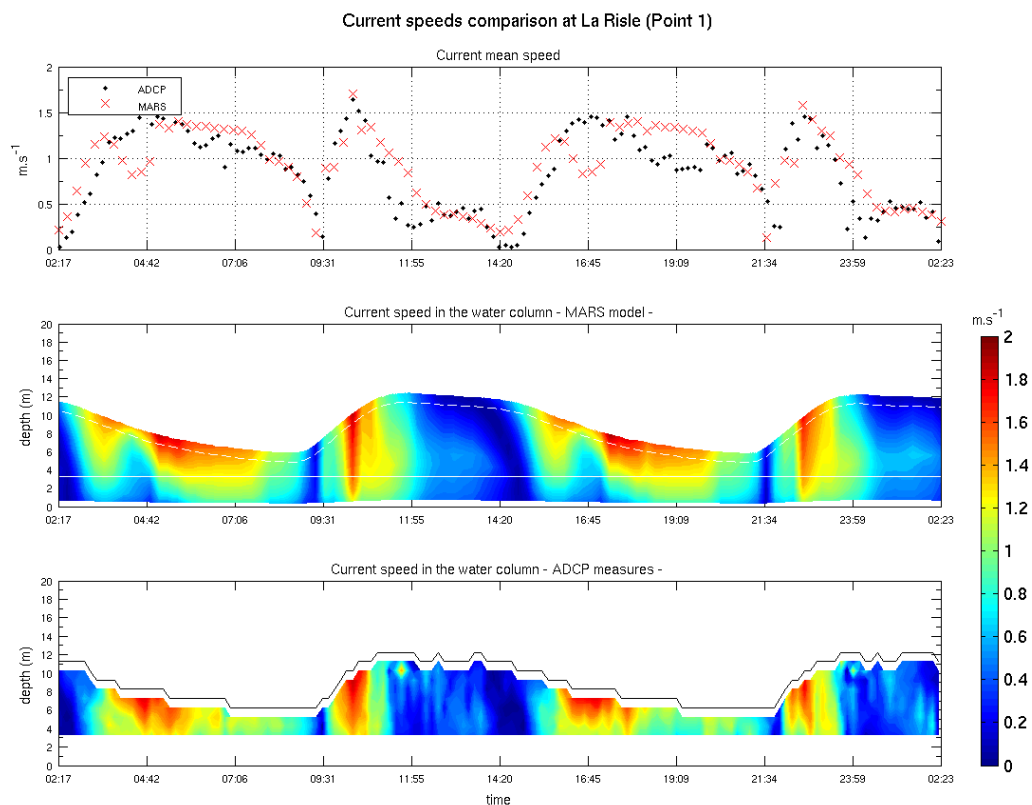 Current speeds comparison at La Risle (Point 1)
Current mean speed
2
1.5
1
0.5
0
m.s⁻¹
ADCP
MARS
02:17 04:42 07:06 09:31 11:55 14:20 16:45 19:09 21:34 23:59 02:23
Current speed in the water column - MARS model -
20
18
16
14
12
10
8
6
4
2
0
depth (m)
02:17 04:42 07:06 09:31 11:55 14:20 16:45 19:09 21:34 23:59 02:23
Current speed in the water column - ADCP measures -
20
18
16
14
12
10
8
6
4
2
0
depth (m)
02:17 04:42 07:06 09:31 11:55 14:20 16:45 19:09 21:34 23:59 02:23
time
m.s⁻¹
2
1.8
1.6
1.4
1.2
1
0.8
0.6
0.4
0.2
0